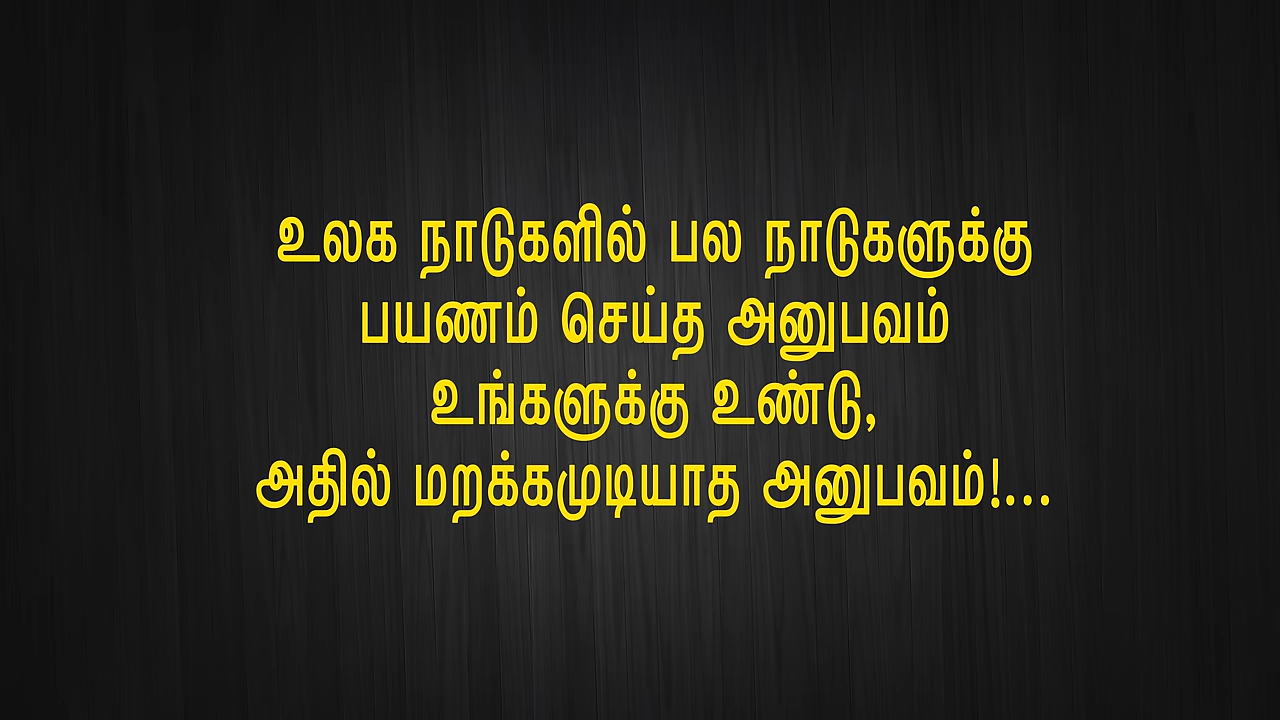 உலக நாடுகளில் பல நாடுகளுக்கு
பயணம் செய்த அனுபவம்
உங்களுக்கு உண்டு,
அதில் மறக்கமுடியாத அனுபவம்!...